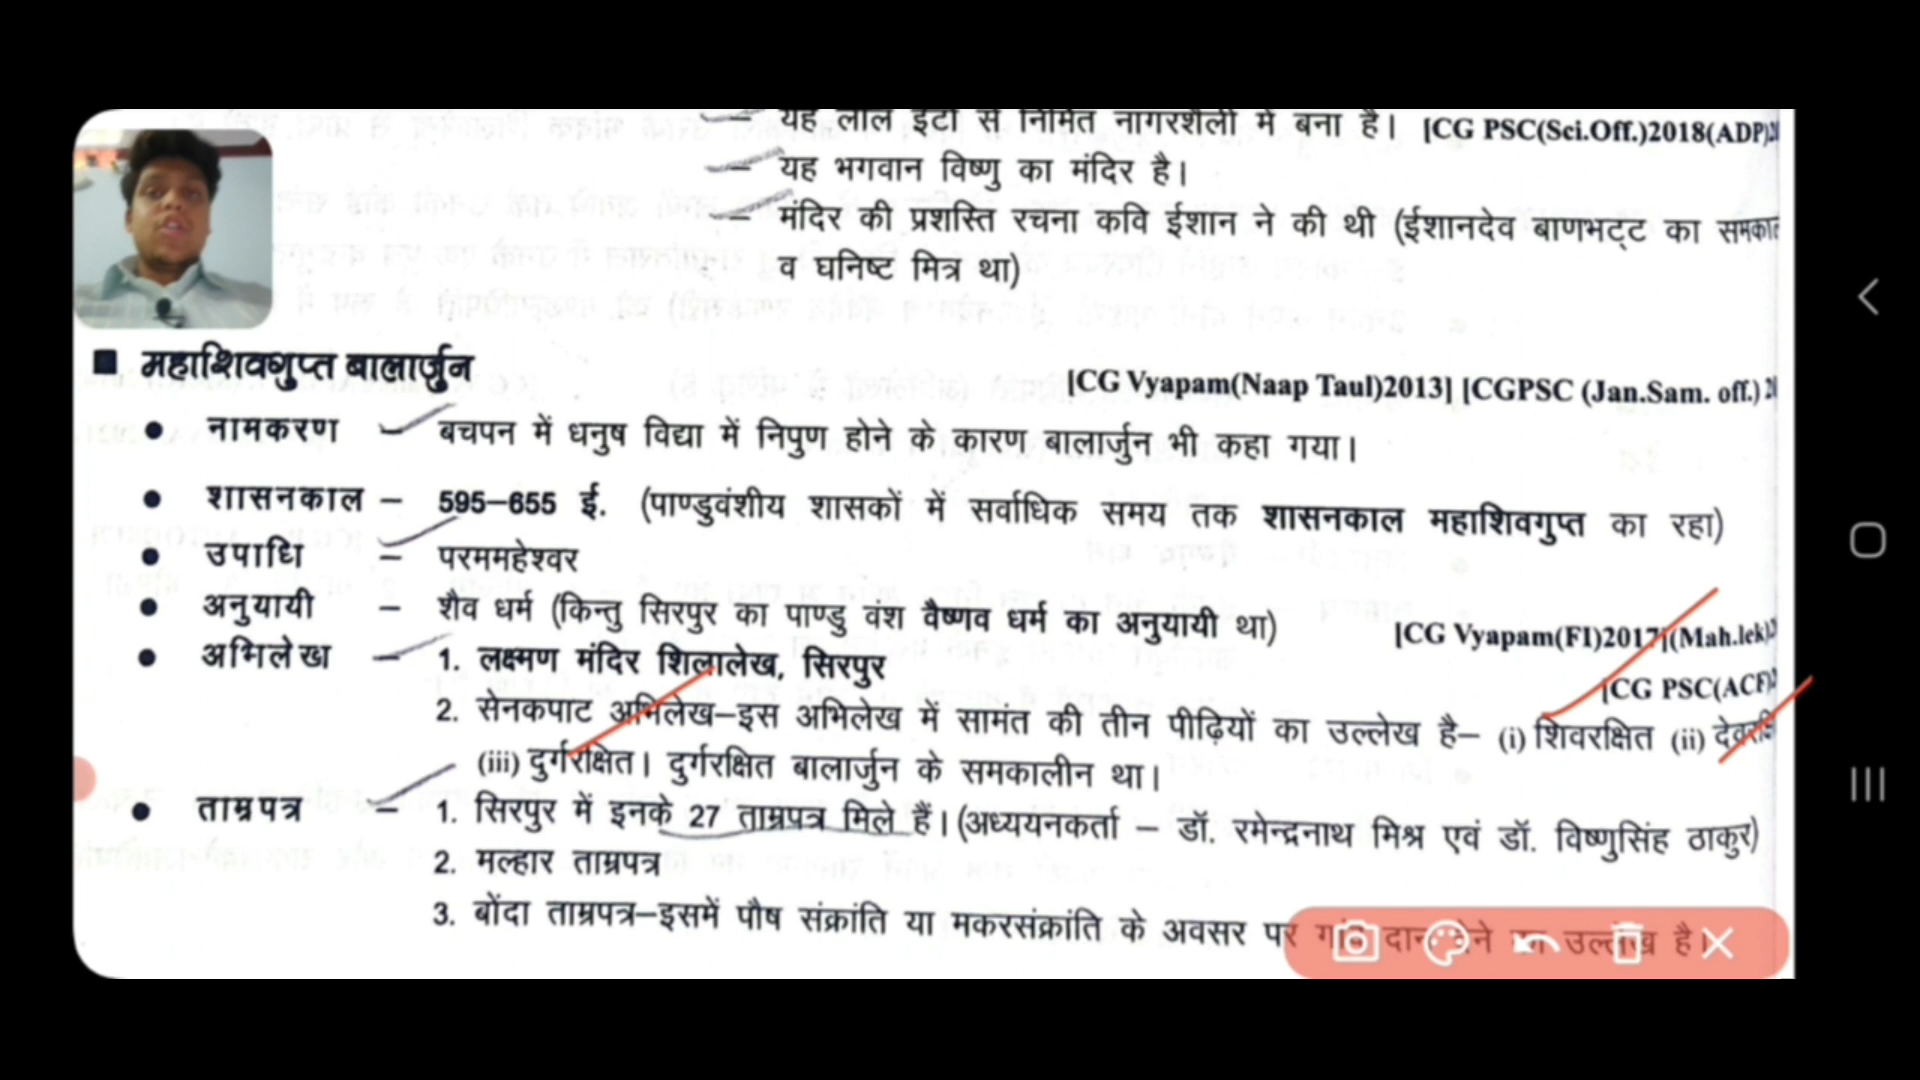 यह लाल ईंटों से निर्मित नागरशैली में बना है। [CG PSC(Sci.Off.)2018(ADP)
– यह भगवान विष्णु का मंदिर है।
– मंदिर की प्रशस्ति रचना कवि ईशान ने की थी (ईशानदेव बाणभट्ट का
व घनिष्ट मित्र था)
■ महाशिवगुप्त बालार्जुन
[CG Vyapam(Naap Taul)2013] [CGPSC (Jan.Sam. off.)
• नामकरण – बचपन में धनुष विद्या में निपुण होने के कारण बालार्जुन भी कहा गया।
• शासनकाल – 595–655 ई. (पाण्डुवंशीय शासकों में सर्वाधिक समय तक शासनकाल महाशिवगुप्त का रहा)
• उपाधि – परममहेश्वर
• अनुयायी – शैव धर्म (किन्तु सिरपुर का पाण्डु वंश वैष्णव धर्म का अनुयायी था) [CG Vyapam(FI)2017](Mah.lek)
• अभिलेख – 1. लक्ष्मण मंदिर शिलालेख, सिरपुर
[CG PSC(ACF)
2. सेनकपाट अभिलेख–इस अभिलेख में सामंत की तीन पीढ़ियों का उल्लेख है– (i) शिवरक्षित (ii)
(iii) दुर्गरक्षित। दुर्गरक्षित बालार्जुन के समकालीन था।
• ताम्रपत्र – 1. सिरपुर में इनके 27 ताम्रपत्र मिले हैं। (अध्ययनकर्ता – डॉ. रमेन्द्रनाथ मिश्र एवं डॉ. विष्णुसिंह ठाकुर)
2. मल्हार ताम्रपत्र
3. बोंदा ताम्रपत्र–इसमें पौष संक्रांति या मकरसंक्रांति के अवसर पर दान का उल्लेख है।